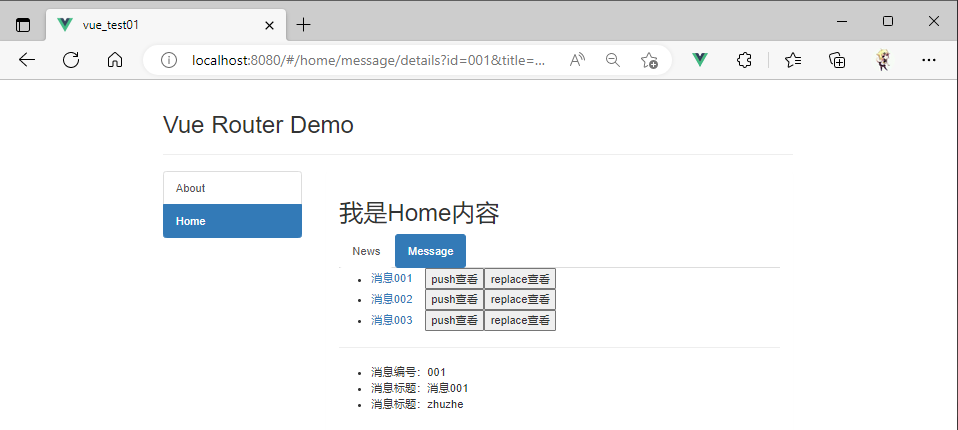 vue_test01
localhost:8080/#/home/message/details?id=001&title=...
Vue Router Demo
About
Home
我是Home内容
News Message
消息001 push查看 replace查看
消息002 push查看 replace查看
消息003 push查看 replace查看
消息编号：001
消息标题：消息001
消息标题：zhuzhe